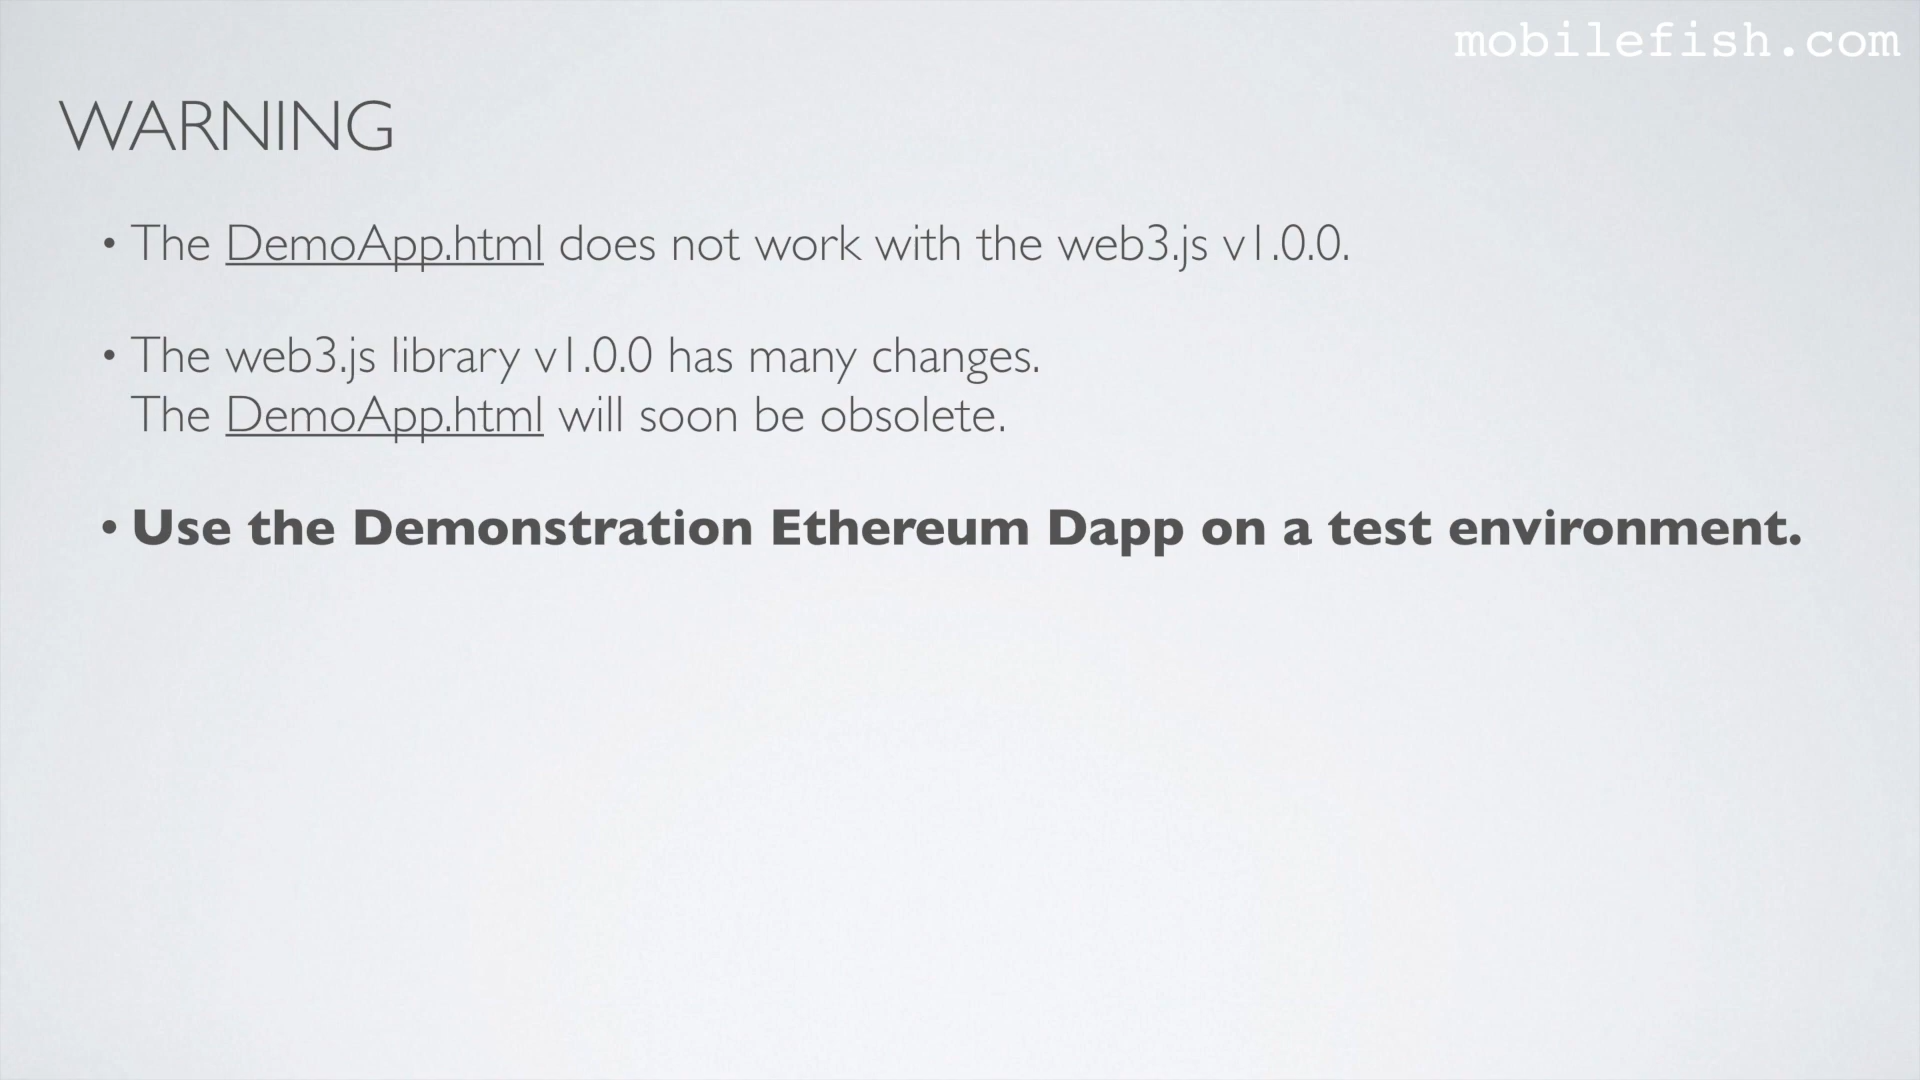 mobilefish.com
WARNING
• The DemoApp.html does not work with the web3.js v1.0.0.
• The web3.js library v1.0.0 has many changes.
The DemoApp.html will soon be obsolete.
• Use the Demonstration Ethereum Dapp on a test environment.